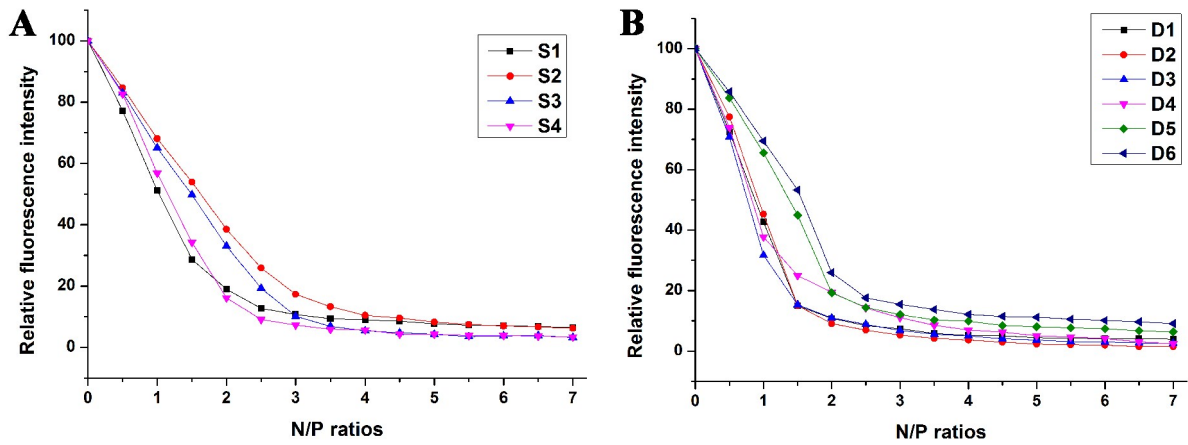 A
Relative fluorescence intensity
100
80
60
40
20
0
0 1 2 3 4 5 6 7
N/P ratios
S1
S2
S3
S4
B
Relative fluorescence intensity
100
80
60
40
20
0
0 1 2 3 4 5 6 7
N/P ratios
D1
D2
D3
D4
D5
D6